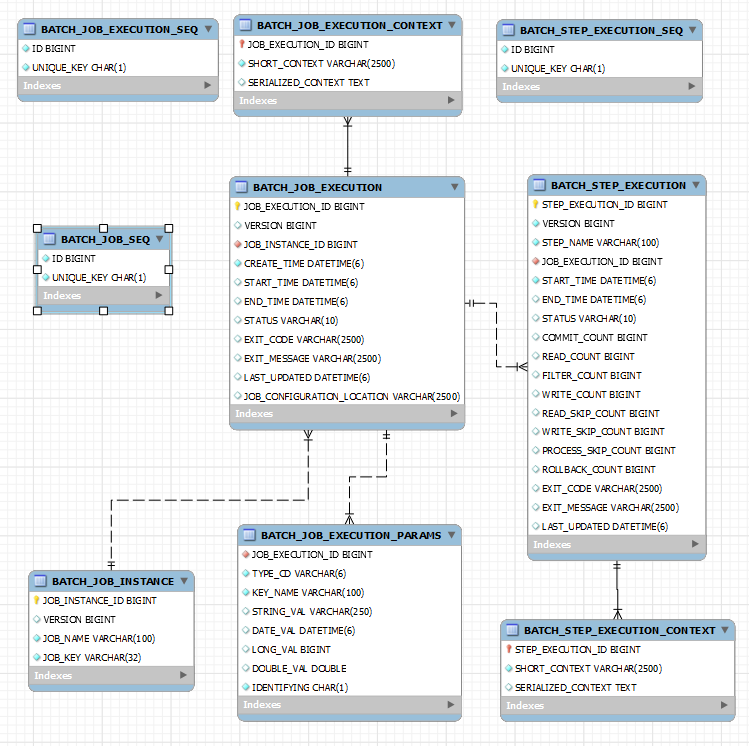 BATCH_JOB_EXECUTION_SEQ
ID BIGINT
UNIQUE_KEY CHAR(1)
Indexes
BATCH_JOB_EXECUTION_CONTEXT
JOB_EXECUTION_ID BIGINT
SHORT_CONTEXT VARCHAR(2500)
SERIALIZED_CONTEXT TEXT
Indexes
BATCH_STEP_EXECUTION_SEQ
ID BIGINT
UNIQUE_KEY CHAR(1)
Indexes
BATCH_JOB_SEQ
ID BIGINT
UNIQUE_KEY CHAR(1)
Indexes
BATCH_JOB_EXECUTION
JOB_EXECUTION_ID BIGINT
VERSION BIGINT
JOB_INSTANCE_ID BIGINT
CREATE_TIME DATETIME(6)
START_TIME DATETIME(6)
END_TIME DATETIME(6)
STATUS VARCHAR(10)
EXIT_CODE VARCHAR(2500)
EXIT_MESSAGE VARCHAR(2500)
LAST_UPDATED DATETIME(6)
JOB_CONFIGURATION_LOCATION VARCHAR(2500)
Indexes
BATCH_STEP_EXECUTION
STEP_EXECUTION_ID BIGINT
VERSION BIGINT
STEP_NAME VARCHAR(100)
JOB_EXECUTION_ID BIGINT
START_TIME DATETIME(6)
END_TIME DATETIME(6)
STATUS VARCHAR(10)
COMMIT_COUNT BIGINT
READ_COUNT BIGINT
FILTER_COUNT BIGINT
WRITE_COUNT BIGINT
READ_SKIP_COUNT BIGINT
WRITE_SKIP_COUNT BIGINT
PROCESS_SKIP_COUNT BIGINT
ROLLBACK_COUNT BIGINT
EXIT_CODE VARCHAR(2500)
EXIT_MESSAGE VARCHAR(2500)
LAST_UPDATED DATETIME(6)
Indexes
BATCH_JOB_INSTANCE
JOB_INSTANCE_ID BIGINT
VERSION BIGINT
JOB_NAME VARCHAR(100)
JOB_KEY VARCHAR(32)
Indexes
BATCH_JOB_EXECUTION_PARAMS
JOB_EXECUTION_ID BIGINT
TYPE_CD VARCHAR(6)
KEY_NAME VARCHAR(100)
STRING_VAL VARCHAR(250)
DATE_VAL DATETIME(6)
LONG_VAL BIGINT
DOUBLE_VAL DOUBLE
IDENTIFYING CHAR(1)
Indexes
BATCH_STEP_EXECUTION_CONTEXT
STEP_EXECUTION_ID BIGINT
SHORT_CONTEXT VARCHAR(2500)
SERIALIZED_CONTEXT TEXT
Indexes